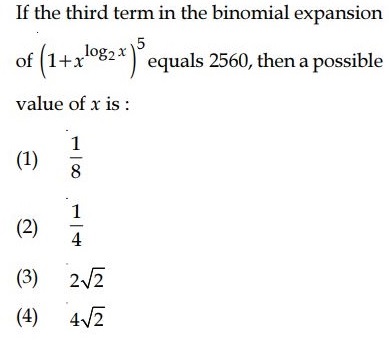 If the third term in the binomial expansion
of (1+x^{log₂ x})^5 equals 2560, then a possible
value of x is :
(1) 1/8
(2) 1/4
(3) 2√2
(4) 4√2